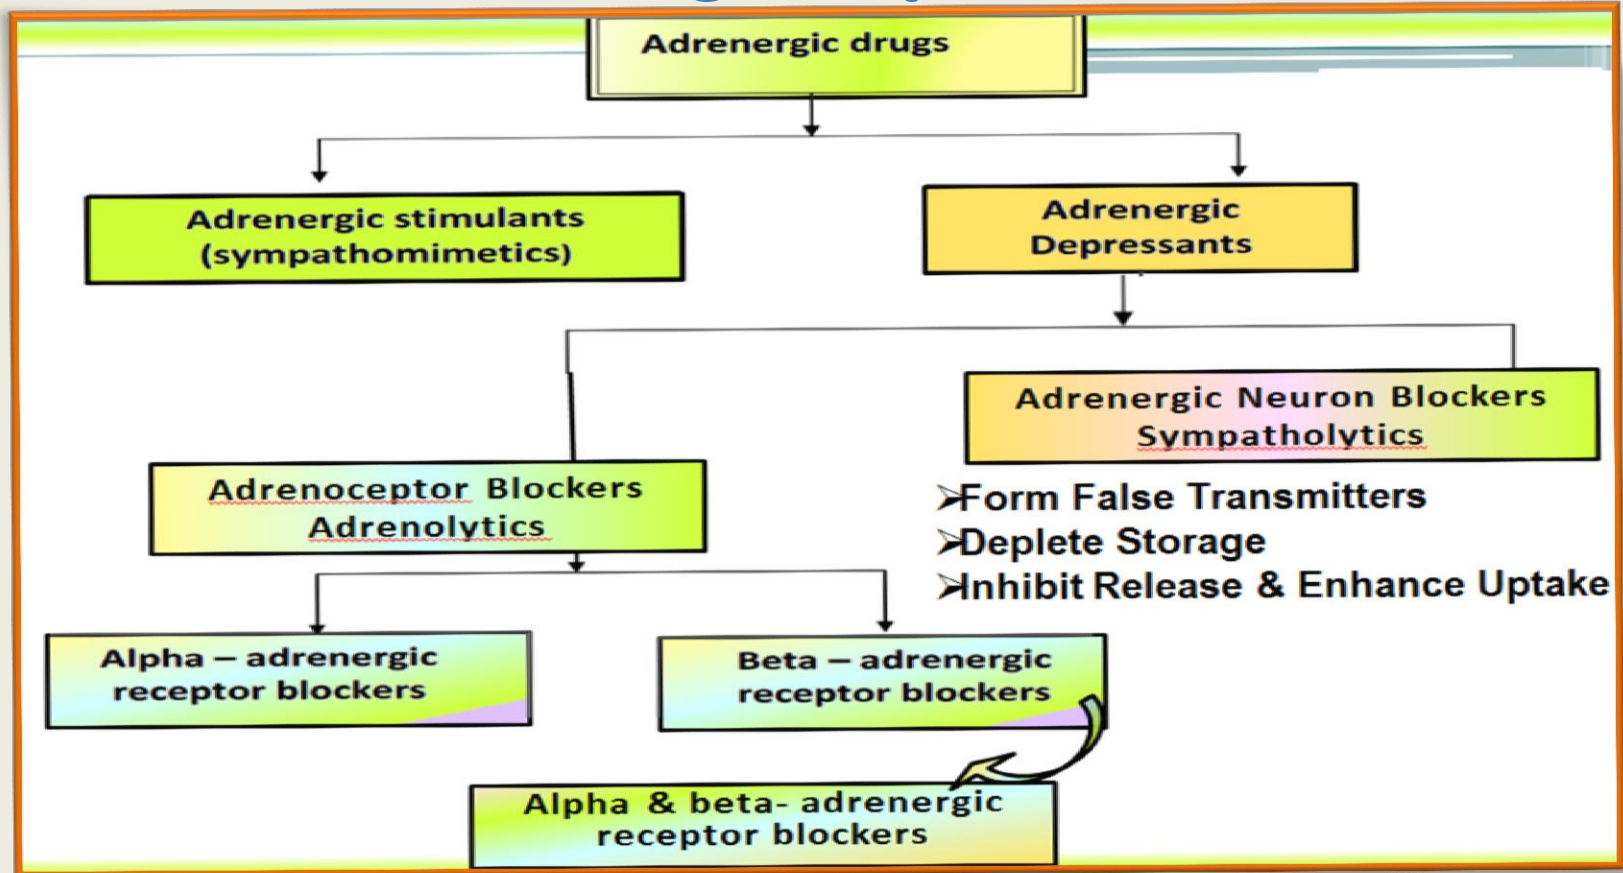 Adrenergic drugs
Adrenergic stimulants
(sympathomimetics)
Adrenergic
Depressants
Adrenergic Neuron Blockers
Sympatholytics
Adrenoceptor Blockers
Adrenolytics
➢Form False Transmitters
➢Deplete Storage
➢Inhibit Release & Enhance Uptake
Alpha – adrenergic
receptor blockers
Beta – adrenergic
receptor blockers
Alpha & beta- adrenergic
receptor blockers